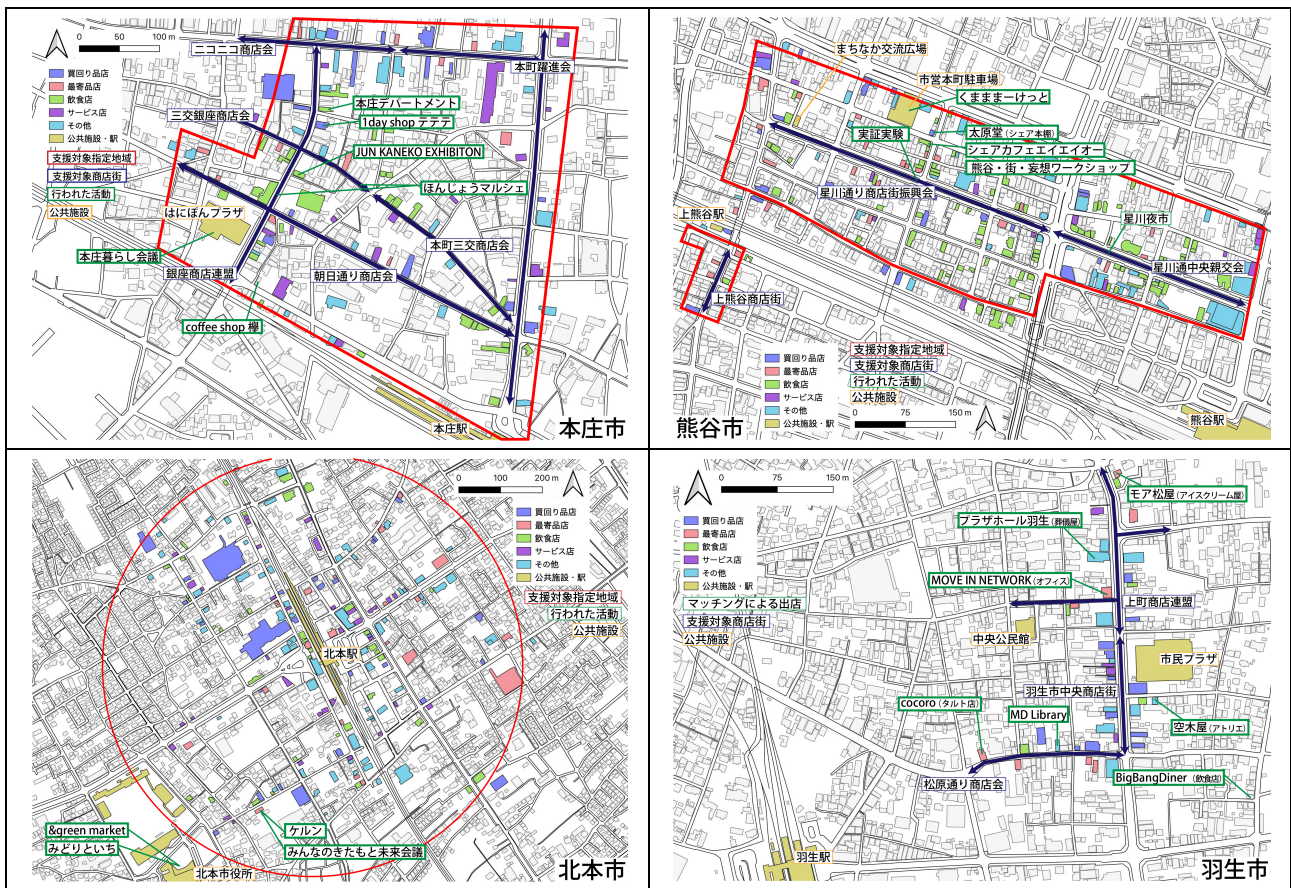 0 50 100 m
ニコニコ商店会
本町躍進会
買回り品店
最寄品店
飲食店
サービス店
その他
公共施設・駅
本庄デパートメント
三交銀座商店会
1day shop テテテ
JUN KANEKO EXHIBITON
支援対象指定地域
支援対象商店街
行われた活動
公共施設
ほんじょうマルシェ
はにぽんプラザ
本町三交商店会
本庄暮らし会議
銀座商店連盟
朝日通り商店会
coffee shop 欅
本庄駅
本庄市
まちなか交流広場
市営本町駐車場
くまままーけっと
実証実験
太原堂（シェア本棚）
シェアカフェエイエイオー
熊谷・街・妄想ワークショップ
星川通り商店街振興会
上熊谷駅
星川夜市
星川通中央親交会
上熊谷商店街
買回り品店
最寄品店
飲食店
サービス店
その他
公共施設・駅
支援対象指定地域
支援対象商店街
行われた活動
公共施設
0 75 150 m
熊谷駅
熊谷市
0 100 200 m
買回り品店
最寄品店
飲食店
サービス店
その他
公共施設・駅
支援対象指定地域
行われた活動
公共施設
北本駅
&green market
みどりといち
ケルン
みんなのきたもと未来会議
北本市役所
北本市
0 75 150 m
モア松屋（アイスクリーム屋）
買回り品店
最寄品店
飲食店
サービス店
その他
公共施設・駅
プラザホール羽生（葬儀屋）
MOVE IN NETWORK（オフィス）
マッチングによる出店
支援対象商店街
公共施設
上町商店連盟
中央公民館
市民プラザ
羽生市中央商店街
cocoro（タルト店）
MD Library
空木屋（アトリエ）
松原通り商店会
BigBangDiner（飲食店）
羽生駅
羽生市